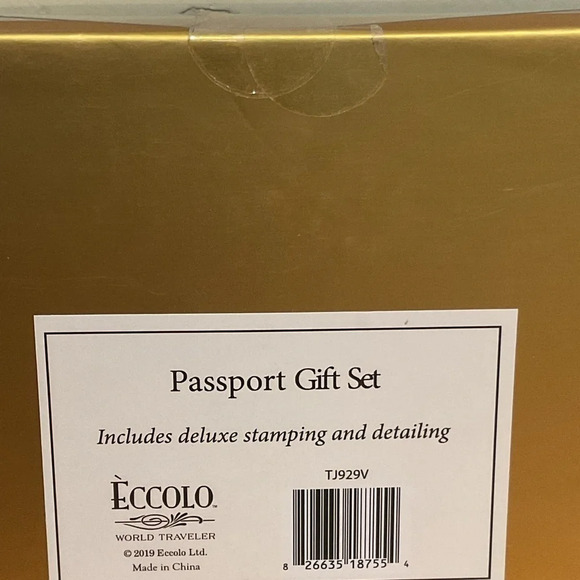 Passport Gift Set
Includes deluxe stamping and detailing
TJ929V
ÈCCOLO™
WORLD TRAVELER
© 2019 Eccolo Ltd.
Made in China
8 26635 18755 4